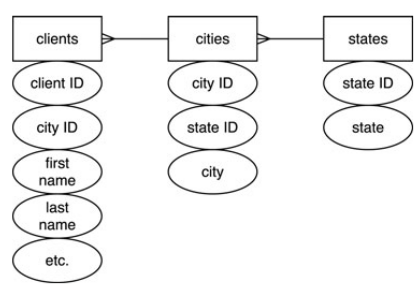 clients
cities
states
client ID
city ID
state ID
city ID
state ID
state
first
name
city
last
name
etc.